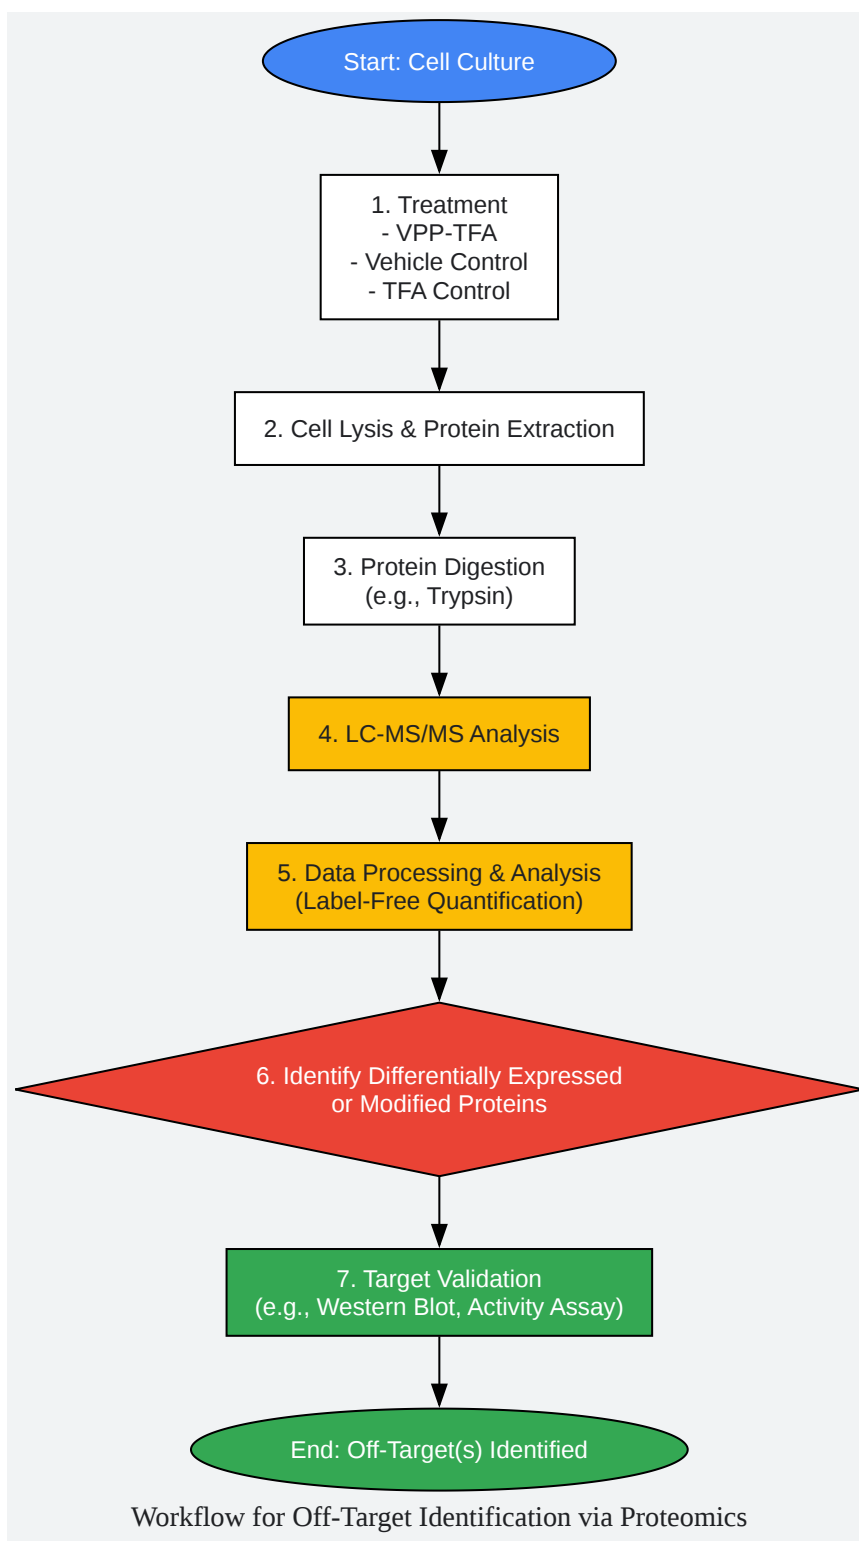 Start: Cell Culture
1. Treatment
- VPP-TFA
- Vehicle Control
- TFA Control
2. Cell Lysis & Protein Extraction
3. Protein Digestion
(e.g., Trypsin)
4. LC-MS/MS Analysis
5. Data Processing & Analysis
(Label-Free Quantification)
6. Identify Differentially Expressed
or Modified Proteins
7. Target Validation
(e.g., Western Blot, Activity Assay)
End: Off-Target(s) Identified
Workflow for Off-Target Identification via Proteomics